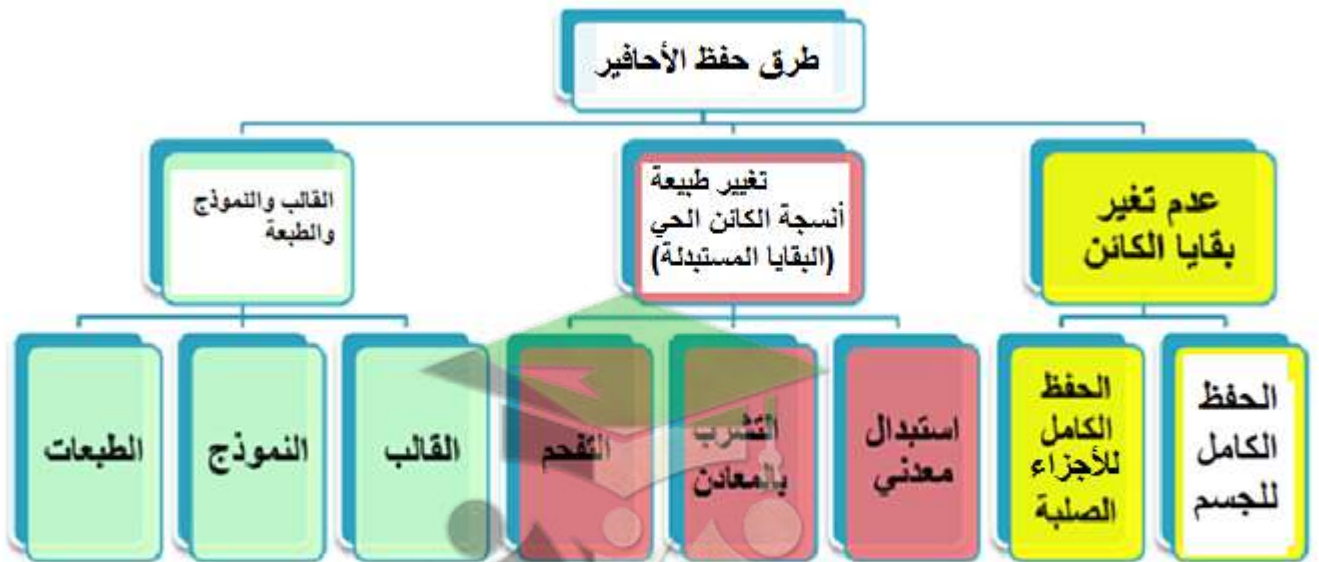 طرق حفظ الأحافير
عدم تغير
بقايا الكائن
تغيير طبيعة
أنسجة الكائن الحي
(البقايا المستبدلة)
القالب والنموذج
والطبعة
الحفظ
الكامل
للجسم
الحفظ
الكامل
للأجزاء
الصلبة
استبدال
معدني
التشرب
بالمعادن
التفحم
القالب
النموذج
الطبعات